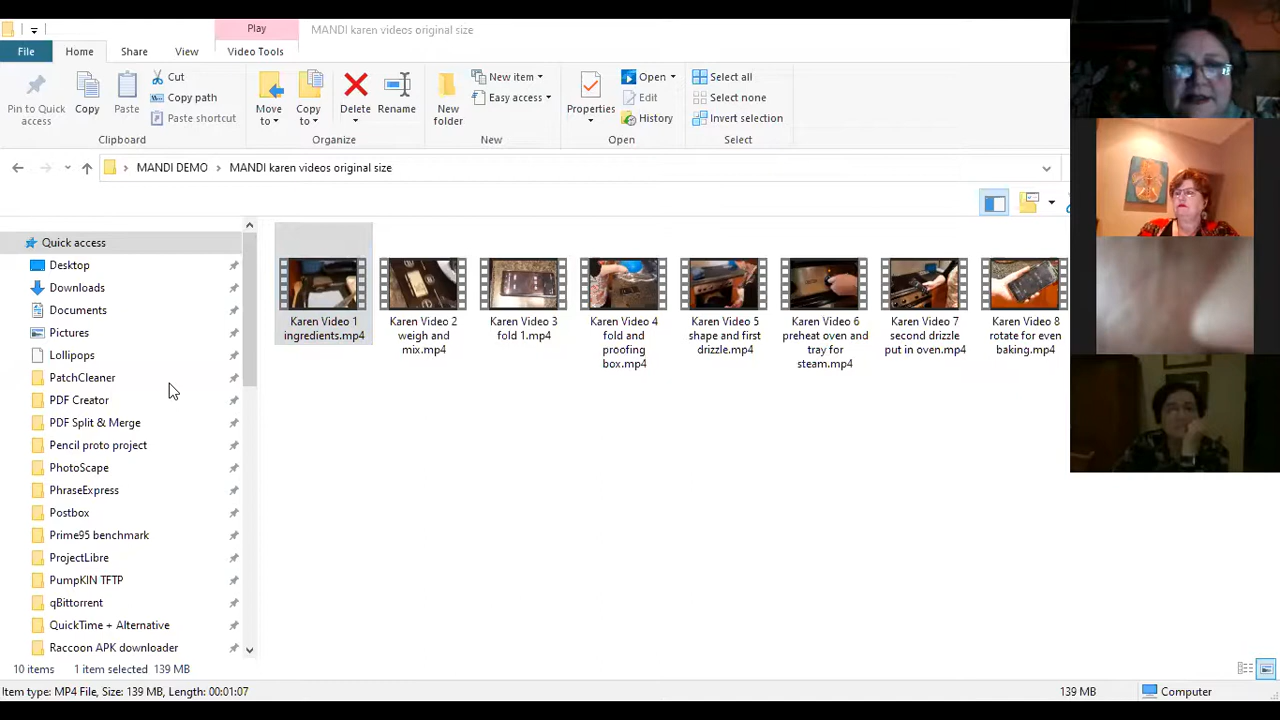 Play
MANDI karen videos original size
File
Home
Share
View
Video Tools
Pin to Quick
access
Copy
Paste
Cut
Copy path
Paste shortcut
Clipboard
Move
to
Copy
to
Delete
Rename
Organize
New
folder
New item
Easy access
New
Properties
Open
Edit
History
Open
Select all
Select none
Invert selection
Select
MANDI DEMO > MANDI karen videos original size
Quick access
Desktop
Downloads
Documents
Pictures
Lollipops
PatchCleaner
PDF Creator
PDF Split & Merge
Pencil proto project
PhotoScape
PhraseExpress
Postbox
Prime95 benchmark
ProjectLibre
PumpKIN TFTP
qBittorrent
QuickTime + Alternative
Raccoon APK downloader
Karen Video 1
ingredients.mp4
Karen Video 2
weigh and
mix.mp4
Karen Video 3
fold 1.mp4
Karen Video 4
fold and
proofing
box.mp4
Karen Video 5
shape and first
drizzle.mp4
Karen Video 6
preheat oven and
tray for
steam.mp4
Karen Video 7
second drizzle
put in oven.mp4
Karen Video 8
rotate for even
baking.mp4
10 items 1 item selected 139 MB
Item type: MP4 File, Size: 139 MB, Length: 00:01:07
139 MB
Computer